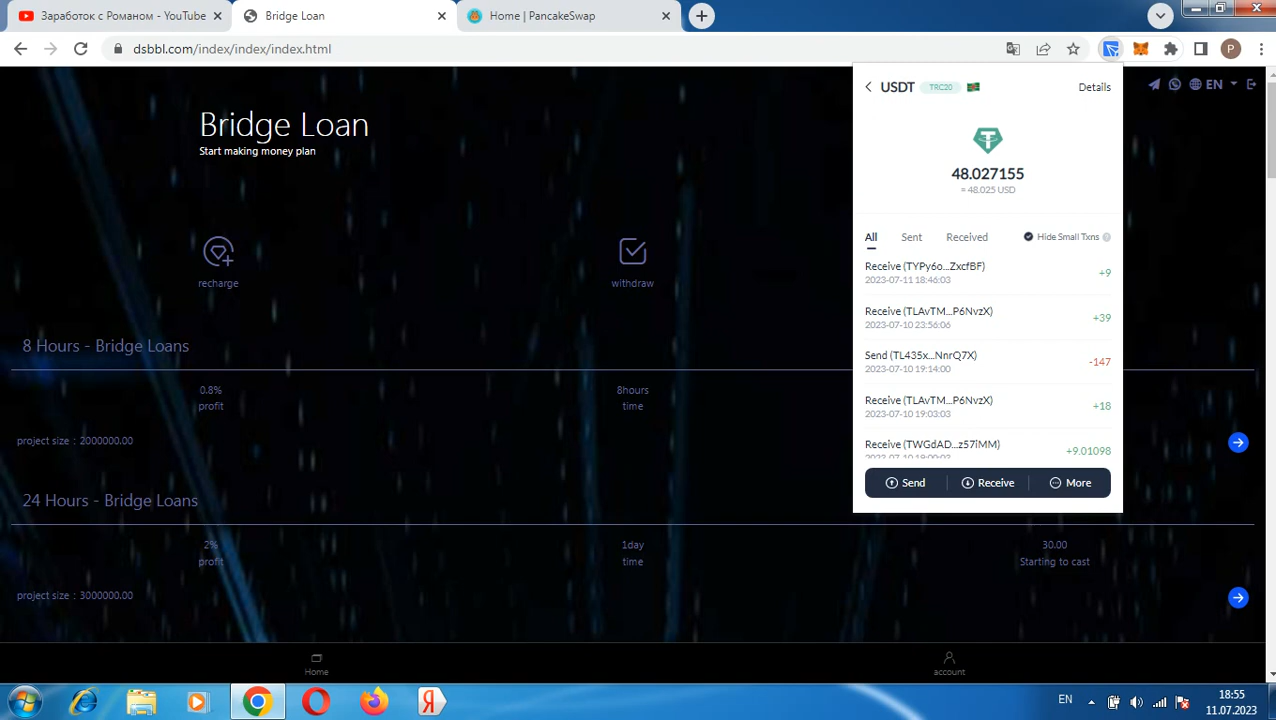 Заработок с Романом - YouTube
Bridge Loan
Home | PancakeSwap
dsbbl.com/index/index/index.html
P
Bridge Loan
Start making money plan
EN
recharge
withdraw
8 Hours - Bridge Loans
0.8%
profit
8hours
time
project size : 2000000.00
24 Hours - Bridge Loans
2%
profit
1day
time
30.00
Starting to cast
project size : 3000000.00
Home
account
USDT TRC20
Details
48.027155
≈ 48.025 USD
All Sent Received Hide Small Txns
Receive (TYPy6o...ZxcfBF)
2023-07-11 18:46:03
+9
Receive (TLAvTM...P6NvzX)
2023-07-10 23:56:06
+39
Send (TL435x...NnrQ7X)
2023-07-10 19:14:00
-147
Receive (TLAvTM...P6NvzX)
2023-07-10 19:03:03
+18
Receive (TWGdAD...z57iMM)
2023-07-10 19:00:03
+9.01098
Send Receive More
Я
EN
18:55
11.07.2023